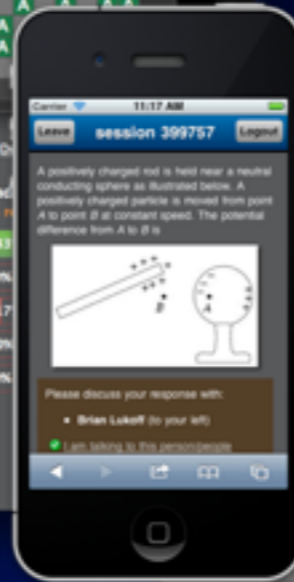 Carrier 11:17 AM
Leave session 399757 Logout
A positively charged rod is held near a neutral
conducting sphere as illustrated below. A
positively charged particle is moved from point
A to point B at constant speed. The potential
difference from A to B is
B A
Please discuss your response with:
Brian Lukoff (to your left)
I am talking to this person/people